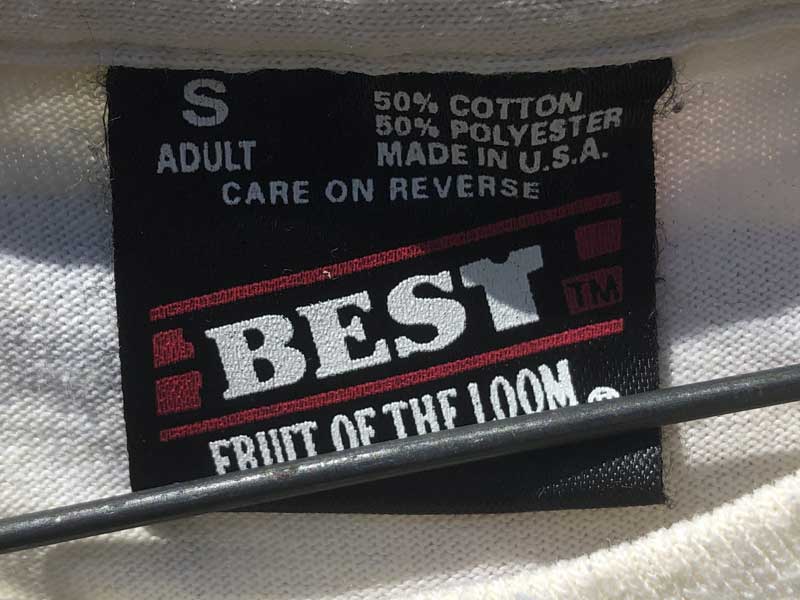 S
ADULT
50% COTTON
50% POLYESTER
MADE IN U.S.A.
CARE ON REVERSE
BEST
TM
FRUIT OF THE LOOM ®